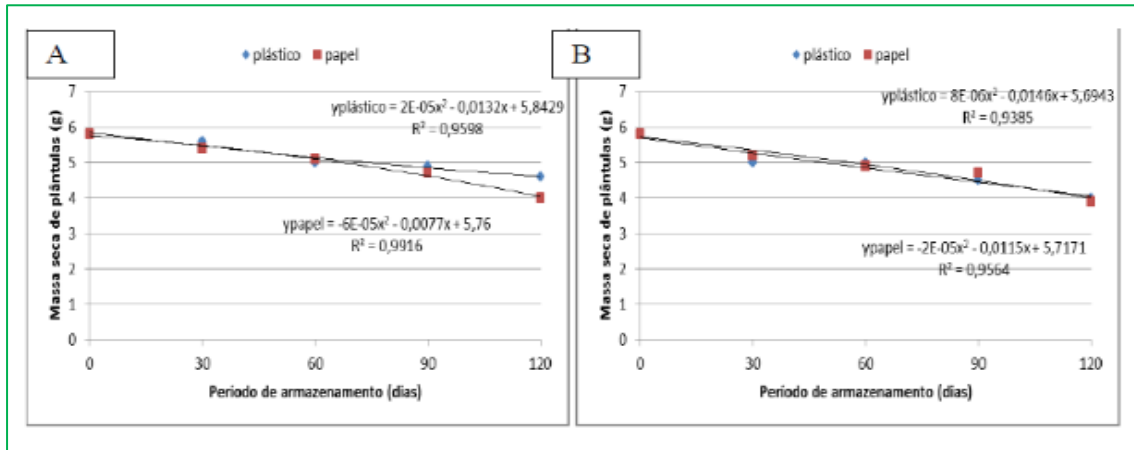 A
plástico papel
Massa seca de plântulas (g)
7
6
5
4
3
2
1
0
yplástico = 2E-05x² - 0,0132x + 5,8429
R² = 0,9598
ypapel = -6E-05x² - 0,0077x + 5,76
R² = 0,9916
0 30 60 90 120
Período de armazenamento (dias)
B
plástico papel
Massa seca de plântulas (g)
7
6
5
4
3
2
1
0
yplástico = 8E-06x² - 0,0146x + 5,6943
R² = 0,9385
ypapel = -2E-05x² - 0,0115x + 5,7171
R² = 0,9564
0 30 60 90 120
Período de armazenamento (dias)